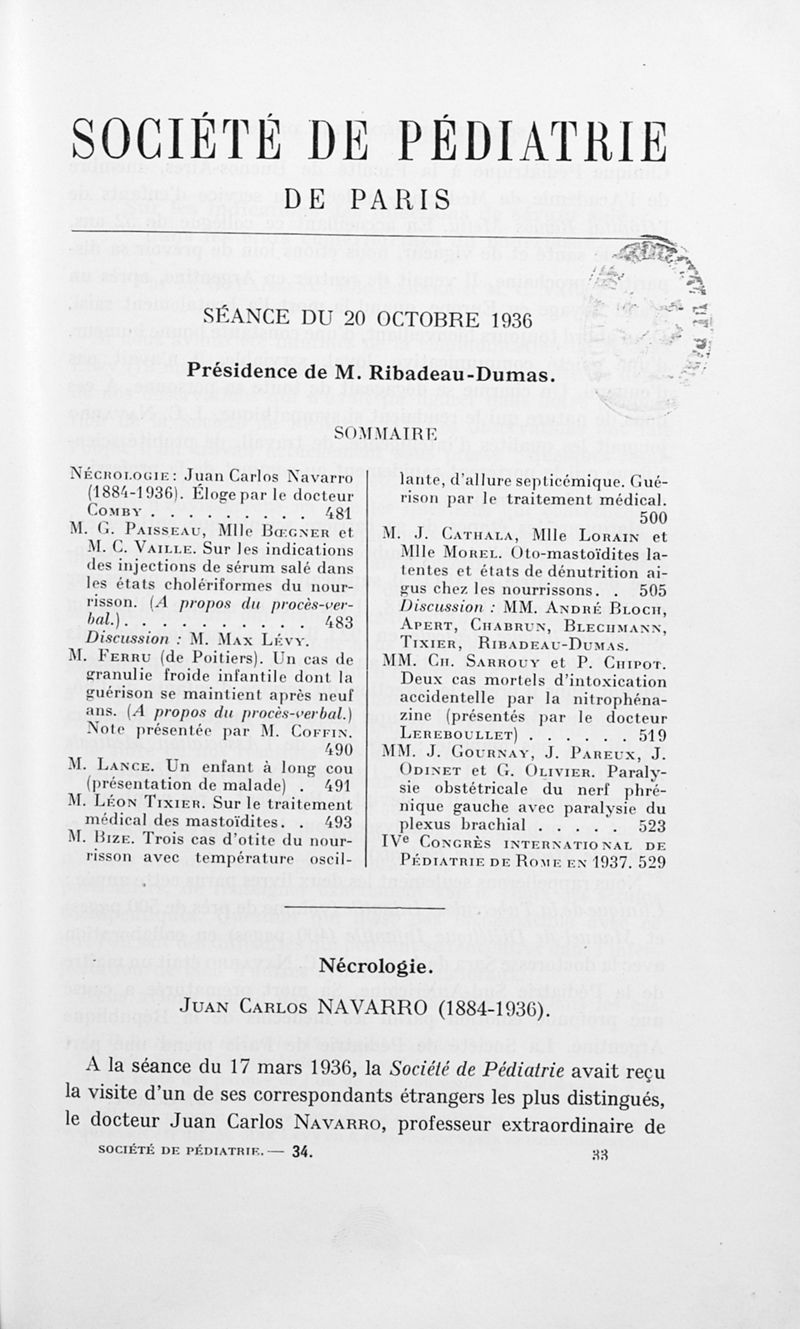 SOCIÉTÉ DE PÉDIATRIE
DE PARIS
SÉANCE DU 20 OCTOBRE 1936
Présidence de M. Ribadeau-Dumas.
SOMMAIRE
NÉCROLOGIE: Juan Carlos Navarro
(1884-1936). Éloge par le docteur
COMBY . . . . . . . . . 481
M. G. PAISSEAU, Mlle BŒGNER et
M. C. VAILLE. Sur les indications
des injections de sérum salé dans
les états cholériformes du nour-
risson. (A propos du procès-ver-
bal.). . . . . . . . . . . 483
Discussion : M. MAX LÉVY.
M. FERRU (de Poitiers). Un cas de
granulie froide infantile dont la
guérison se maintient après neuf
ans. (A propos du procès-verbal.)
Note présentée par M. COFFIN.
490
M. LANCE. Un enfant à long cou
(présentation de malade) . 491
M. LÉON TIXIER. Sur le traitement
médical des mastoïdites. . 493
M. BIZE. Trois cas d'otite du nour-
risson avec température oscil-
lante, d'allure septicémique. Gué-
rison par le traitement médical.
500
M. J. CATHALA, Mlle LORAIN et
Mlle MOREL. Oto-mastoïdites la-
tentes et états de dénutrition ai-
gus chez les nourrissons. . 505
Discussion : MM. ANDRÉ BLOCH,
APERT, CHABRUN, BLECHMANN,
TIXIER, RIBADEAU-DUMAS.
MM. CH. SARROUY et P. CHIPOT.
Deux cas mortels d'intoxication
accidentelle par la nitrophéna-
zine (présentés par le docteur
LEREBOULLET) . . . . . . 519
MM. J. GOURNAY, J. PAREUX, J.
ODINET et G. OLIVIER. Paraly-
sie obstétricale du nerf phré-
nique gauche avec paralysie du
plexus brachial . . . . . 523
IVe CONGRÈS INTERNATIONAL DE
PÉDIATRIE DE ROME EN 1937. 529
Nécrologie.
JUAN CARLOS NAVARRO (1884-1936).
A la séance du 17 mars 1936, la Société de Pédiatrie avait reçu
la visite d'un de ses correspondants étrangers les plus distingués,
le docteur Juan Carlos NAVARRO, professeur extraordinaire de
SOCIÉTÉ DE PÉDIATRIE. — 34. 33